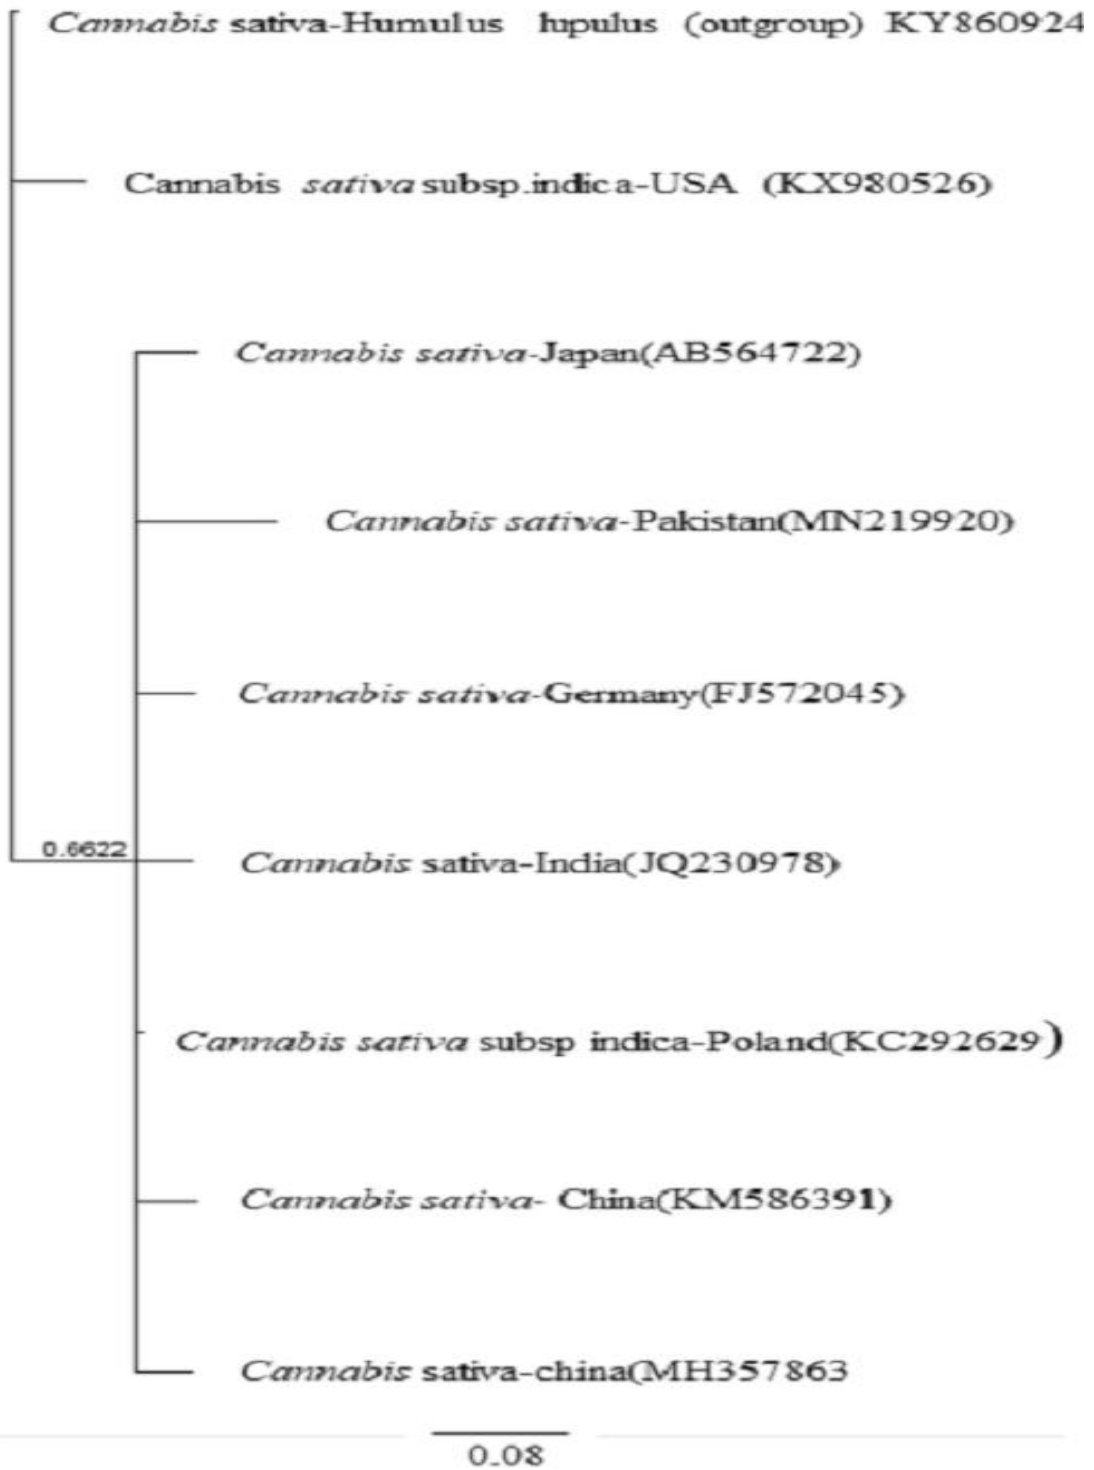 Cannabis sativa-Humulus lupulus (outgroup) KY860924
Cannabis sativa subsp.indica-USA (KX980526)
Cannabis sativa-Japan(AB564722)
Cannabis sativa-Pakistan(MN219920)
Cannabis sativa-Germany(FJ572045)
0.6622
Cannabis sativa-India(JQ230978)
Cannabis sativa subsp indica-Poland(KC292629)
Cannabis sativa- China(KM586391)
Cannabis sativa-china(MH357863
0.08